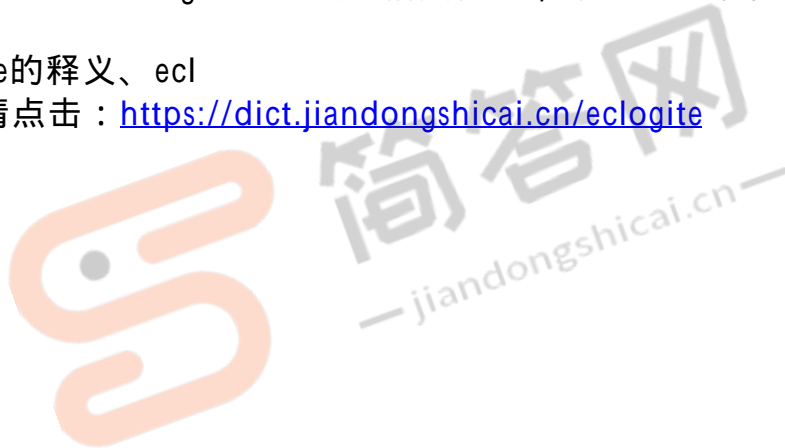 e的释义、ecl
请点击：https://dict.jiandongshicai.cn/eclogite
简答网
jiandongshicai.cn